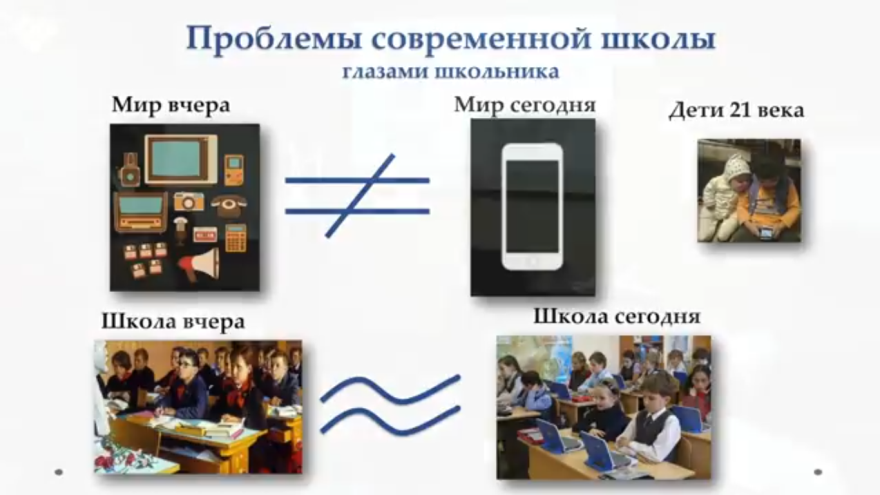 Проблемы современной школы
глазами школьника
Мир вчера
Мир сегодня
Дети 21 века
Школа вчера
Школа сегодня